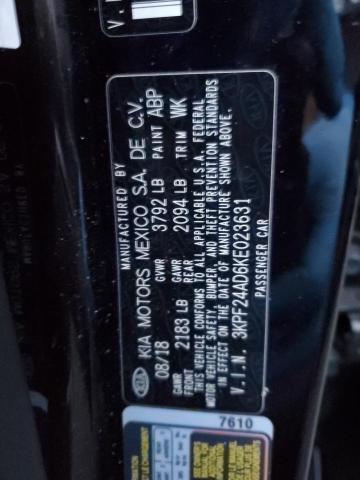 MANUFACTURED BY
KIA MOTORS MEXICO S.A. DE C.V.
08/18 3792 LB PAINT ABP
GAWR FRONT 2183 LB GAWR REAR 2094 LB TRIM WK
THIS VEHICLE CONFORMS TO ALL APPLICABLE U.S.A. FEDERAL
MOTOR VEHICLE SAFETY, BUMPER, AND THEFT PREVENTION STANDARDS
IN EFFECT ON THE DATE OF MANUFACTURE SHOWN ABOVE.
V.I.N. 3KPF24AD6KE023631
PASSENGER CAR
KIA
7610